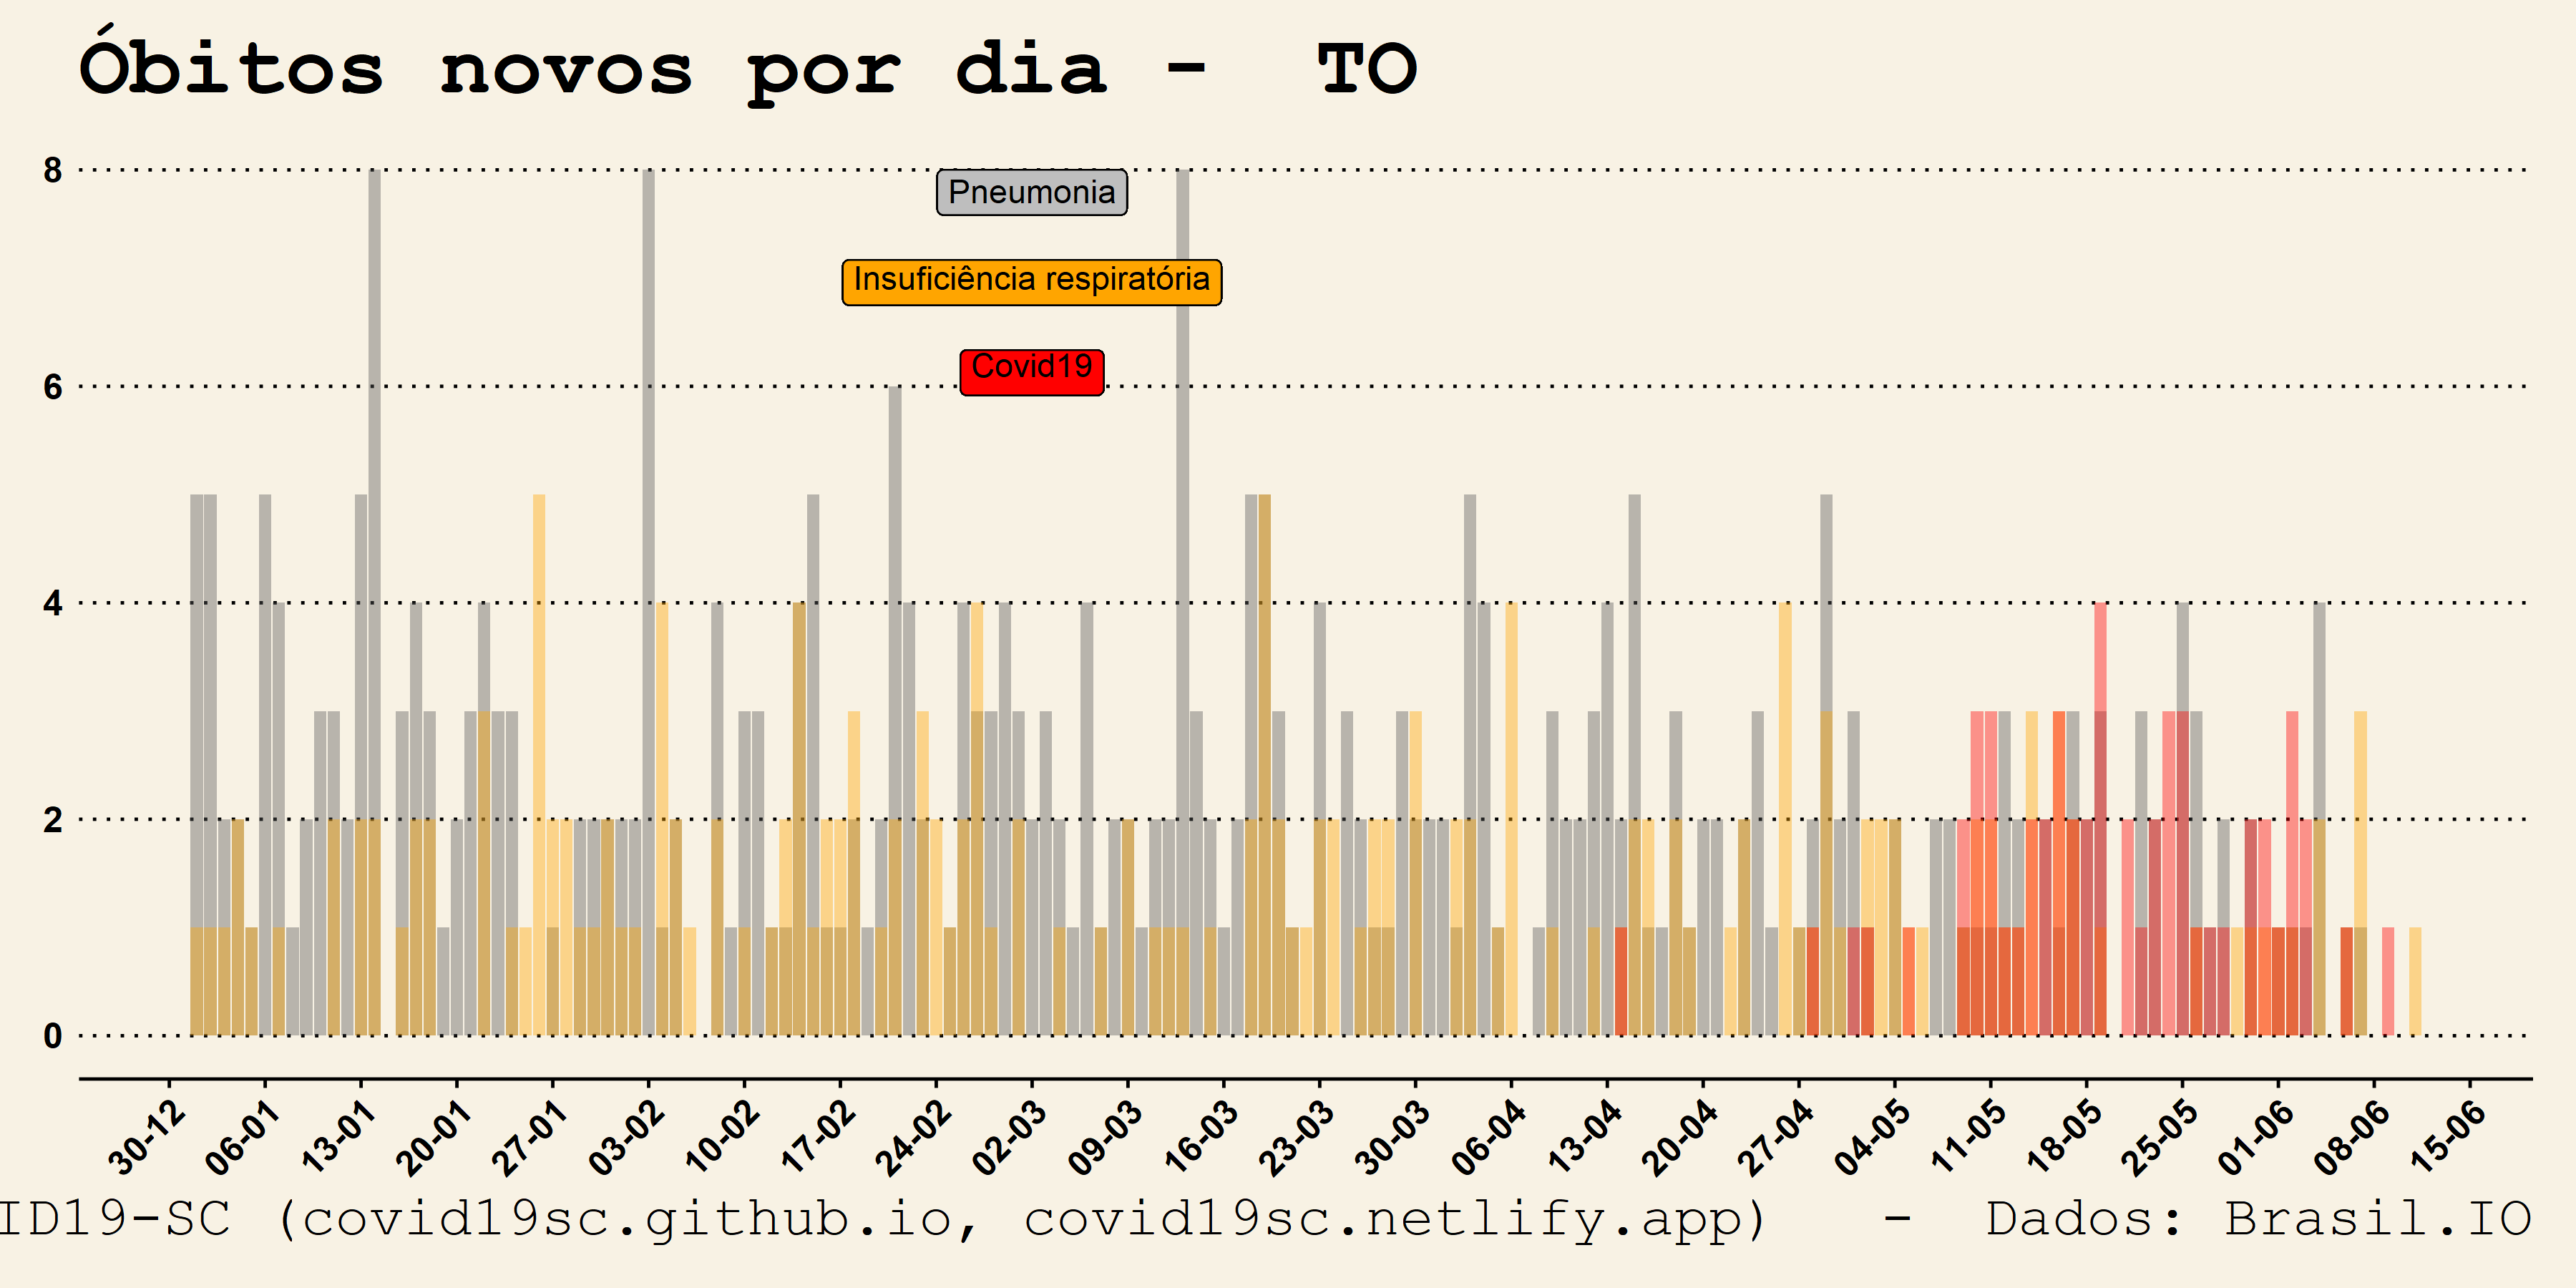 Óbitos novos por dia - TO
8
Pneumonia
Insuficiência respiratória
6
Covid19
4
2
0
30-12 06-01 13-01 20-01 27-01 03-02 10-02 17-02 24-02 02-03 09-03 16-03 23-03 30-03 06-04 13-04 20-04 27-04 04-05 11-05 18-05 25-05 01-06 08-06 15-06
ID19-SC (covid19sc.github.io, covid19sc.netlify.app) - Dados: Brasil.IO